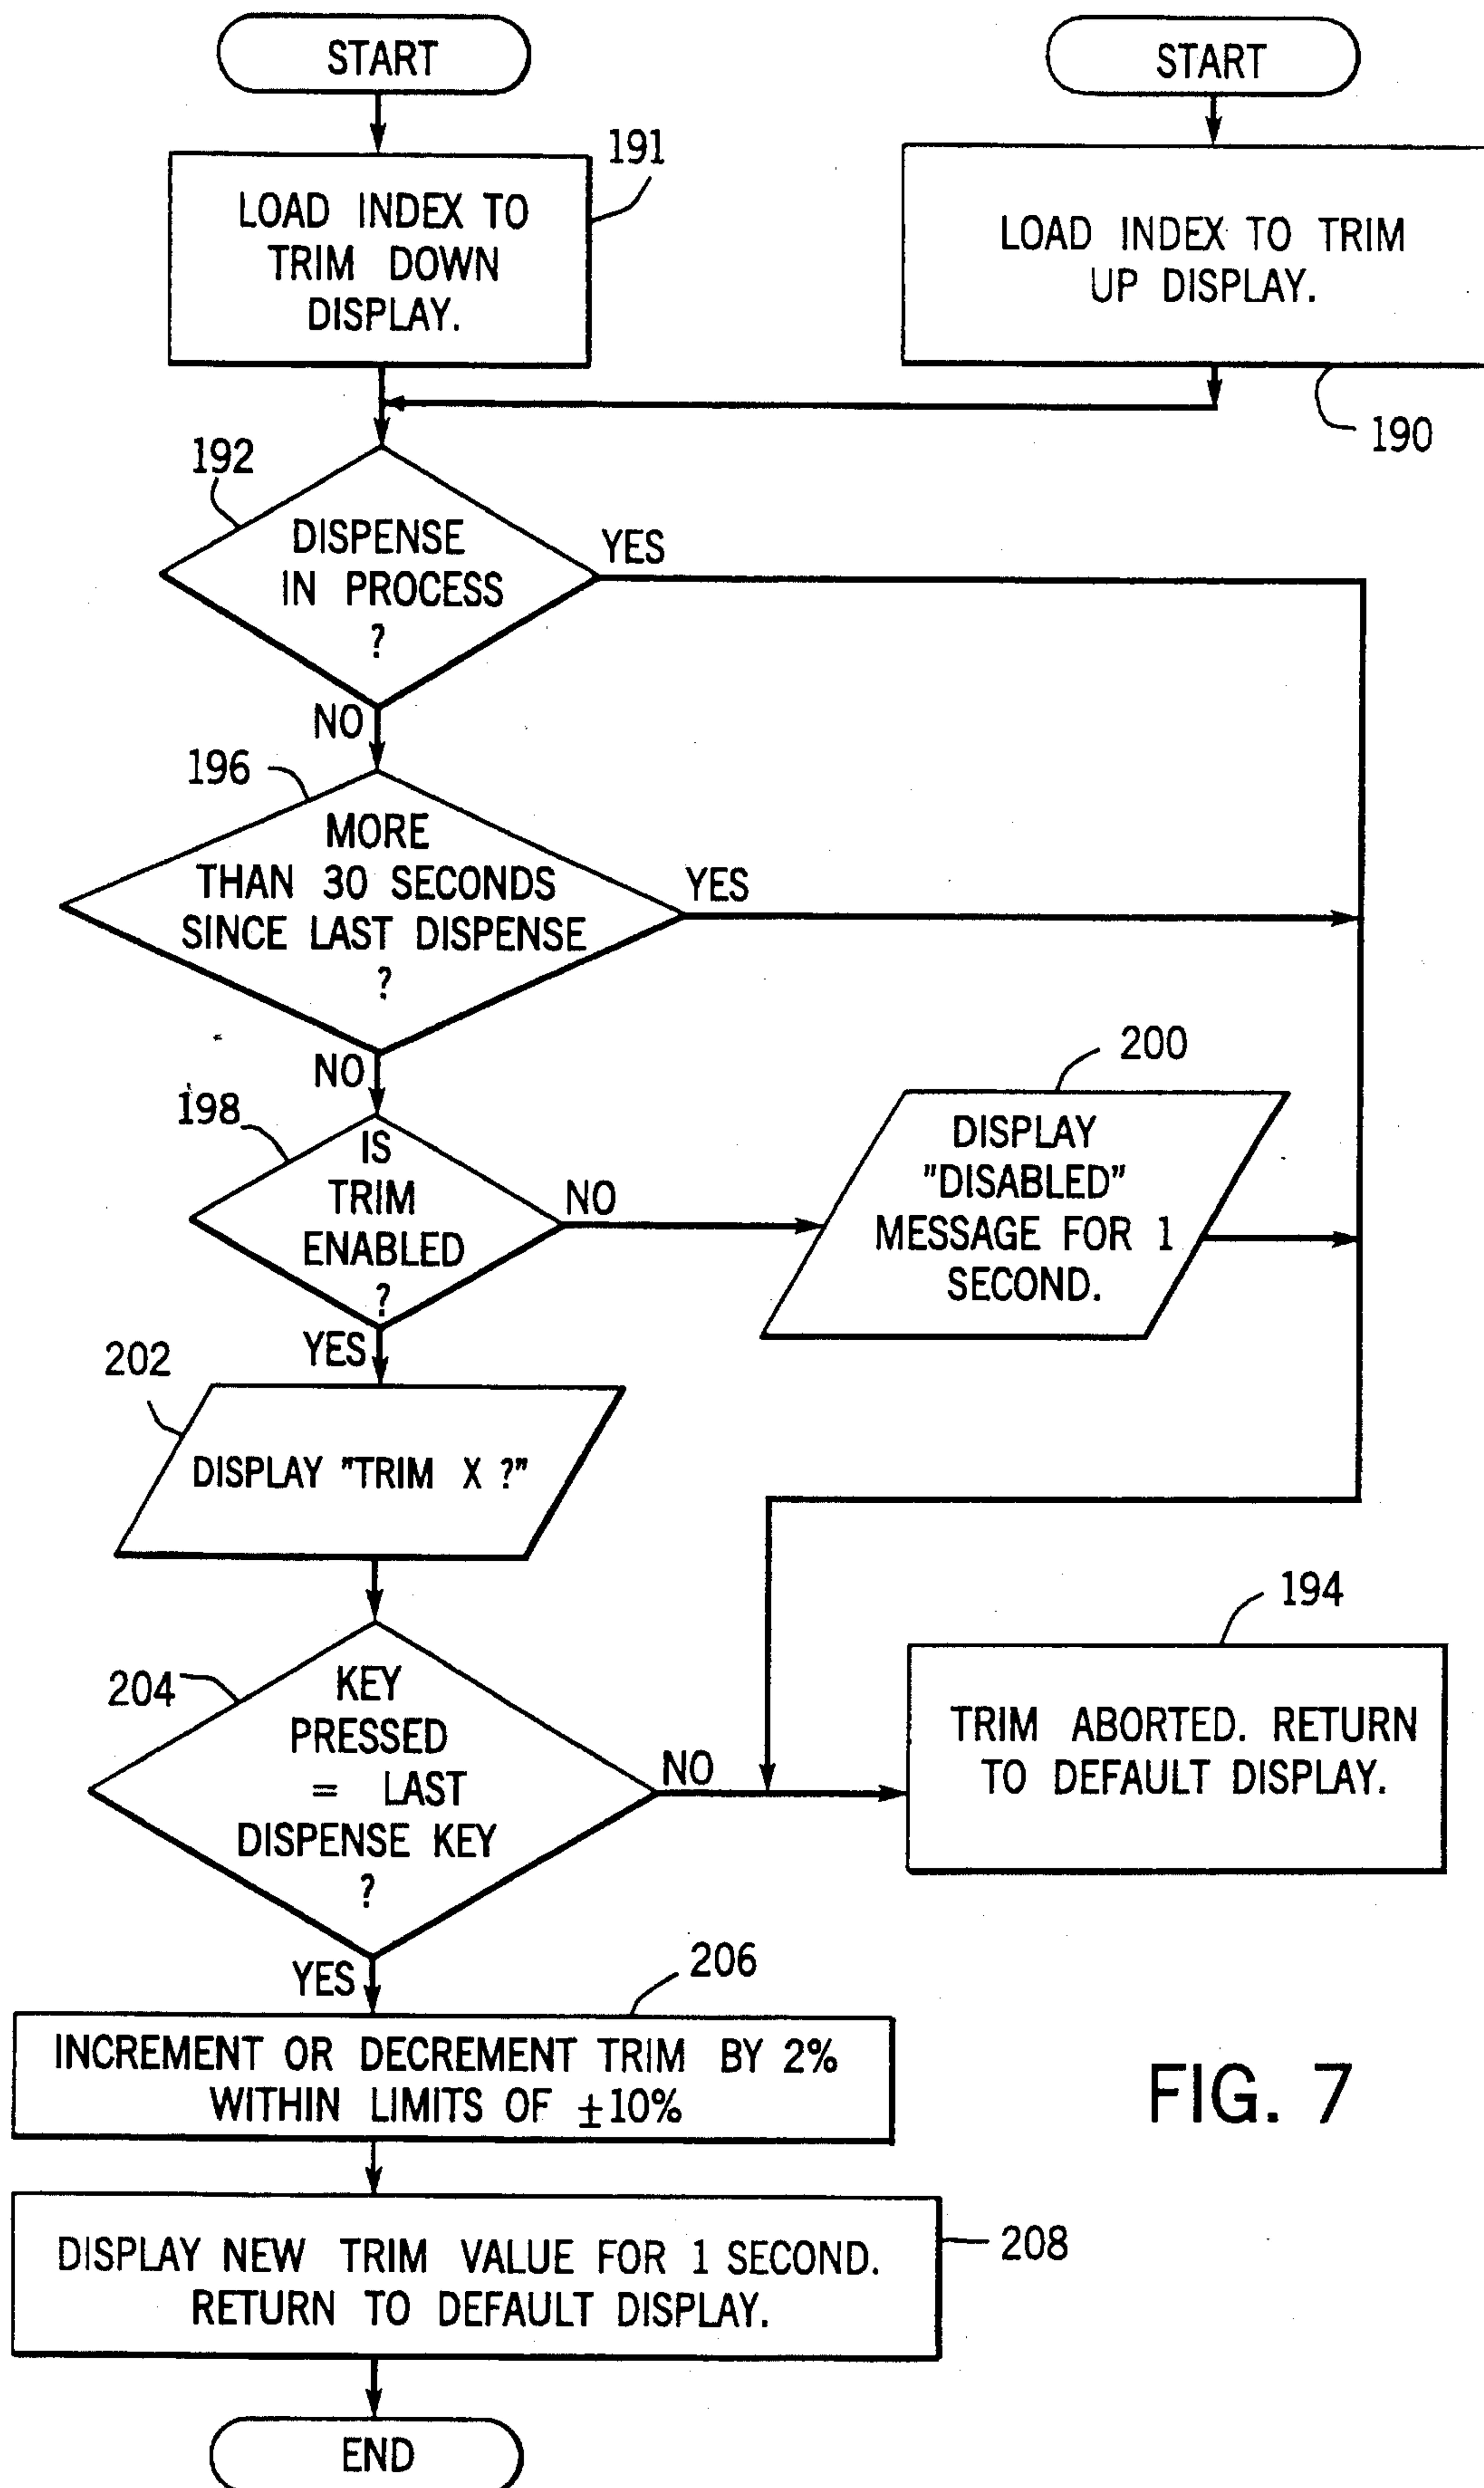 START
LOAD INDEX TO
TRIM DOWN
DISPLAY.
191
START
LOAD INDEX TO TRIM
UP DISPLAY.
190
192
DISPENSE
IN PROCESS
?
YES
NO
196
MORE
THAN 30 SECONDS
SINCE LAST DISPENSE
?
YES
NO
198
IS
TRIM
ENABLED
?
NO
YES
200
DISPLAY
"DISABLED"
MESSAGE FOR 1
SECOND.
202
DISPLAY "TRIM X ?"
204
KEY
PRESSED
= LAST
DISPENSE KEY
?
NO
YES
194
TRIM ABORTED. RETURN
TO DEFAULT DISPLAY.
206
INCREMENT OR DECREMENT TRIM BY 2%
WITHIN LIMITS OF ±10%
208
DISPLAY NEW TRIM VALUE FOR 1 SECOND.
RETURN TO DEFAULT DISPLAY.
END
FIG. 7